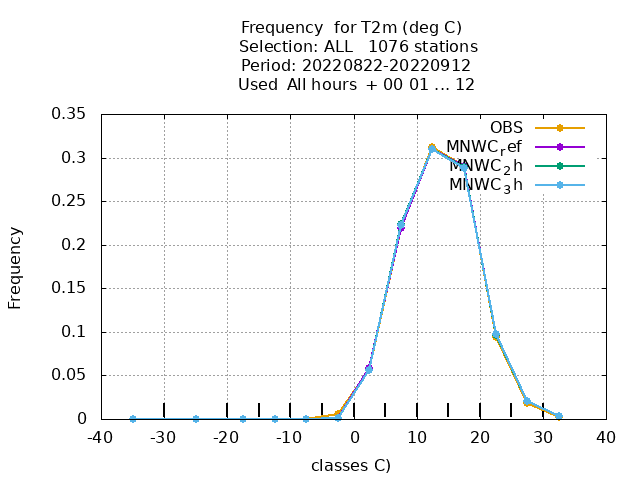 Frequency  for T2m (deg C)
Selection: ALL   1076 stations
Period: 20220822-20220912
Used  All hours  + 00 01 ... 12
0.35
0.3
0.25
0.2
0.15
0.1
0.05
0
Frequency
OBS
MNWC_ref
MNWC_2h
MNWC_3h
-40 -30 -20 -10 0 10 20 30 40
classes C)